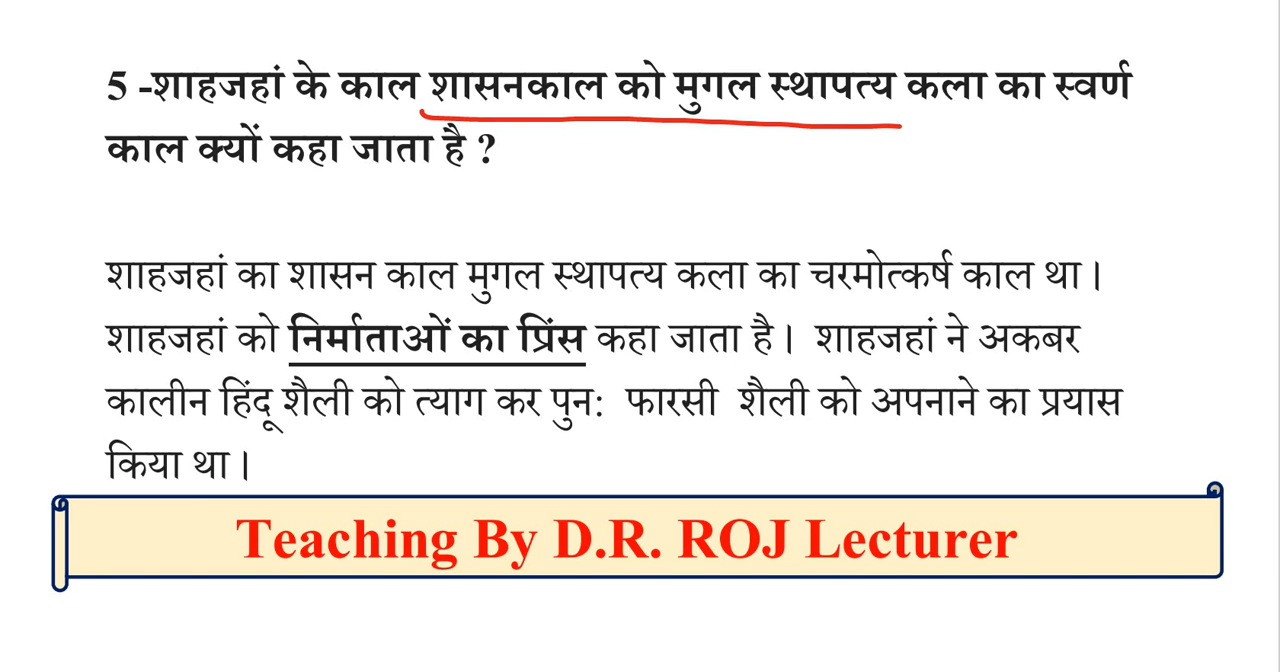 5 -शाहजहां के काल शासनकाल को मुगल स्थापत्य कला का स्वर्ण
काल क्यों कहा जाता है ?
शाहजहां का शासन काल मुगल स्थापत्य कला का चरमोत्कर्ष काल था।
शाहजहां को निर्माताओं का प्रिंस कहा जाता है। शाहजहां ने अकबर
कालीन हिंदू शैली को त्याग कर पुन: फारसी शैली को अपनाने का प्रयास
किया था।
Teaching By D.R. ROJ Lecturer